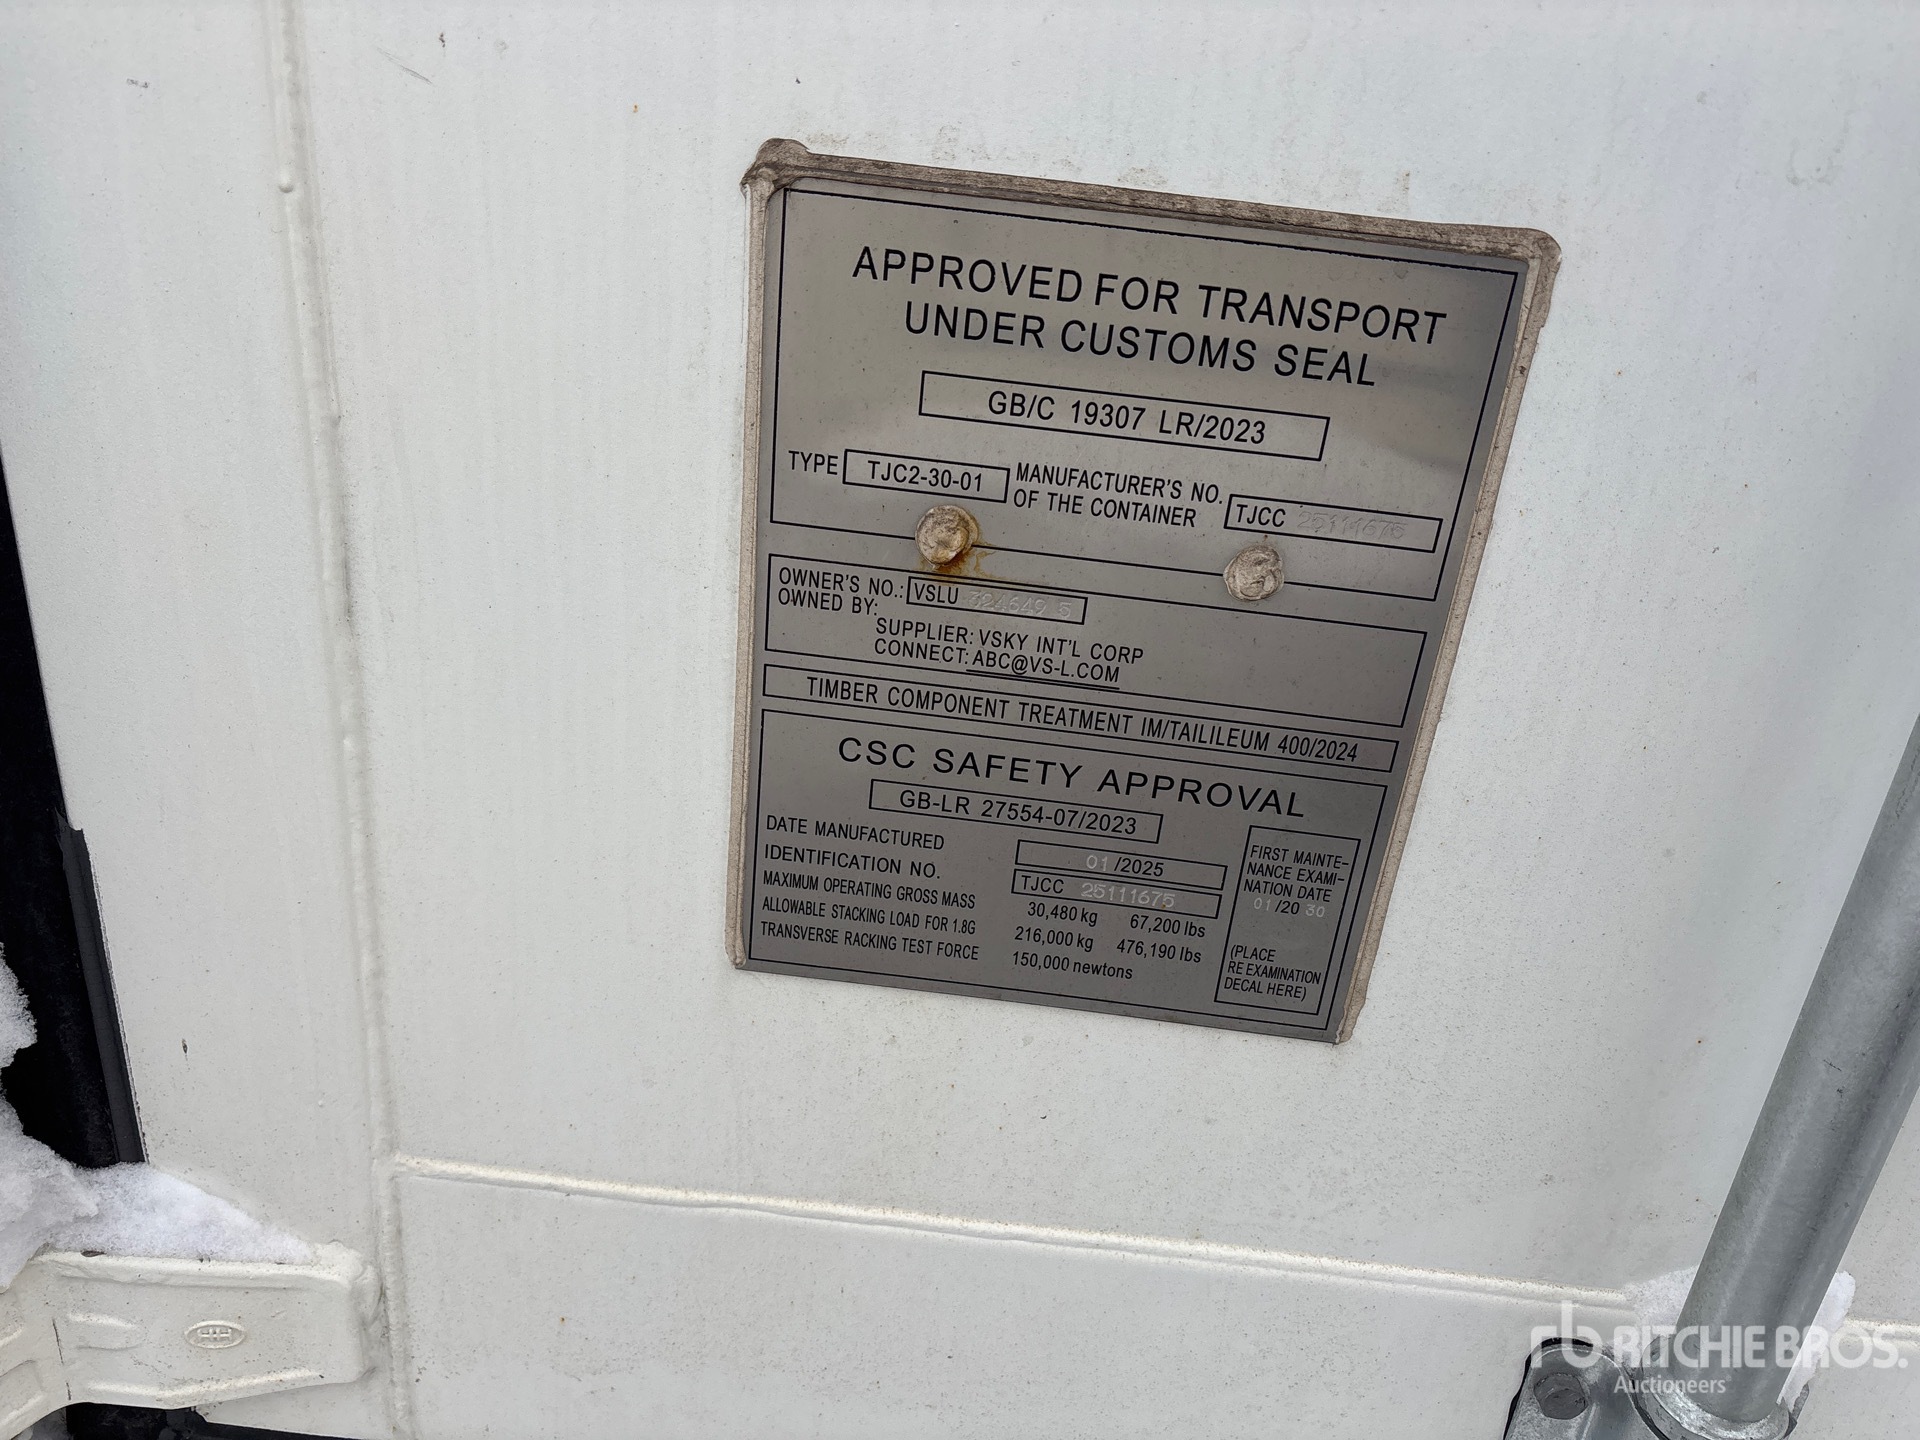 APPROVED FOR TRANSPORT
UNDER CUSTOMS SEAL
GB/C 19307 LR/2023
TYPE TJC2-30-01 MANUFACTURER'S NO.
OF THE CONTAINER TJCC 25111675
OWNER'S NO.: VSLU 324649 5
OWNED BY:
SUPPLIER: VSKY INT'L CORP
CONNECT: ABC@VS-L.COM
TIMBER COMPONENT TREATMENT IM/TAILILEUM 400/2024
CSC SAFETY APPROVAL
GB-LR 27554-07/2023
DATE MANUFACTURED 01/2025
IDENTIFICATION NO. TJCC 25111675
MAXIMUM OPERATING GROSS MASS 30,480 kg 67,200 lbs
ALLOWABLE STACKING LOAD FOR 1.8G 216,000 kg 476,190 lbs
TRANSVERSE RACKING TEST FORCE 150,000 newtons
FIRST MAINTE-
NANCE EXAMI-
NATION DATE
01/20 30
(PLACE
RE EXAMINATION
DECAL HERE)
HH
rb RITCHIE BROS.
Auctioneers